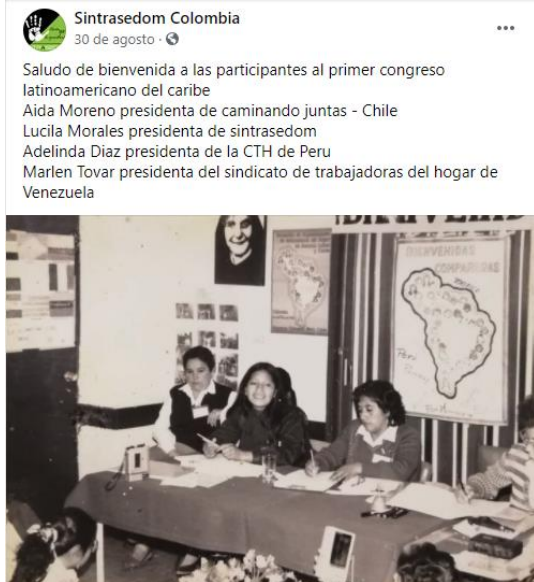 Sintrasedom Colombia
30 de agosto ·
Saludo de bienvenida a las participantes al primer congreso
latinoamericano del caribe
Aida Moreno presidenta de caminando juntas - Chile
Lucila Morales presidenta de sintrasedom
Adelinda Diaz presidenta de la CTH de Peru
Marlen Tovar presidenta del sindicato de trabajadoras del hogar de
Venezuela
BIENVENID
BIENVENIDAS
COMPAÑERAS
Peru